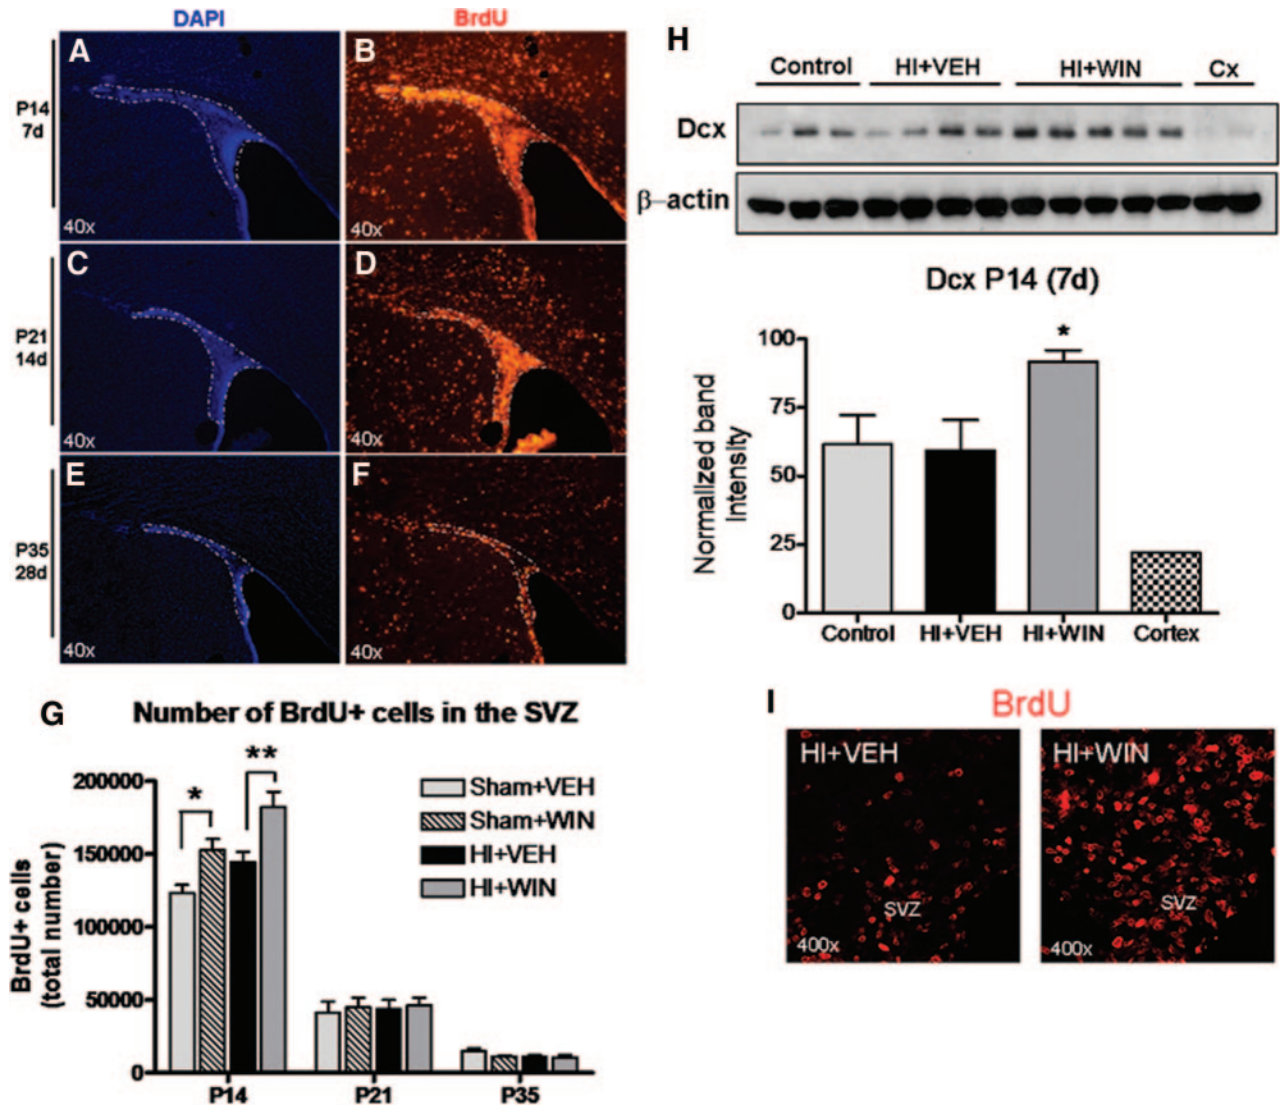 DAPI BrdU
A B
P14
7d
40x 40x
C D
P21
14d
40x 40x
E F
P35
28d
40x 40x
H
Control HI+VEH HI+WIN Cx
Dcx
β-actin
Dcx P14 (7d)
100
75
50
25
0
Normalized band
Intensity
*
Control HI+VEH HI+WIN Cortex
G
Number of BrdU+ cells in the SVZ
200000
150000
100000
50000
0
BrdU+ cells
(total number)
* **
Sham+VEH
Sham+WIN
HI+VEH
HI+WIN
P14 P21 P35
I
BrdU
HI+VEH HI+WIN
SVZ SVZ
400x 400x